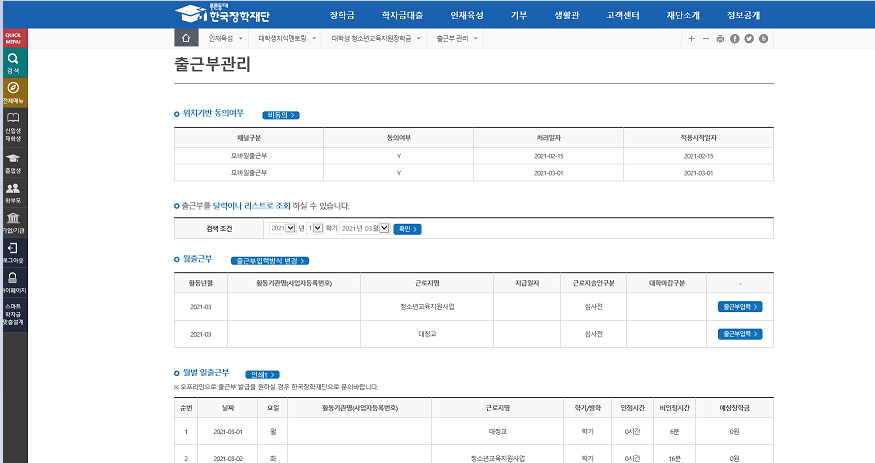 푸른등대
한국장학재단
장학금 학자금대출 인재육성 기부 생활관 고객센터 재단소개 정보공개
QUICK
MENU
인재육성 대학생지식멘토링 대학생 청소년교육지원장학금 출근부 관리
검색
전체메뉴
신입생
재학생
졸업생
학부모
기업/기관
로그아웃
마이페이지
스마트
학자금
맞춤설계
출근부관리
위치기반 동의여부 비동의
채널구분 동의여부 처리일자 적용시작일자
모바일출근부 Y 2021-02-15 2021-02-15
모바일출근부 Y 2021-03-01 2021-03-01
출근부를 달력이나 리스트로 조회 하실 수 있습니다.
검색 조건 2021 년 1 학기 2021년 03월 확인
월출근부 출근부입력방식 변경
활동년월 활동기관명(사업자등록번호) 근로지명 지급일자 근로지승인구분 대학마감구분 -
2021-03 청소년교육지원사업 심사전 출근부입력
2021-03 대청교 심사전 출근부입력
월별 일출근부 인쇄1
※ 오프라인으로 출근부 발급을 원하실 경우 한국장학재단으로 문의바랍니다.
순번 날짜 요일 활동기관명(사업자등록번호) 근로지명 학기/방학 인정시간 비인정시간 예상장학금
1 2021-03-01 월 대청교 학기 0시간 6분 0원
2 2021-03-02 화 청소년교육지원사업 학기 0시간 16분 0원